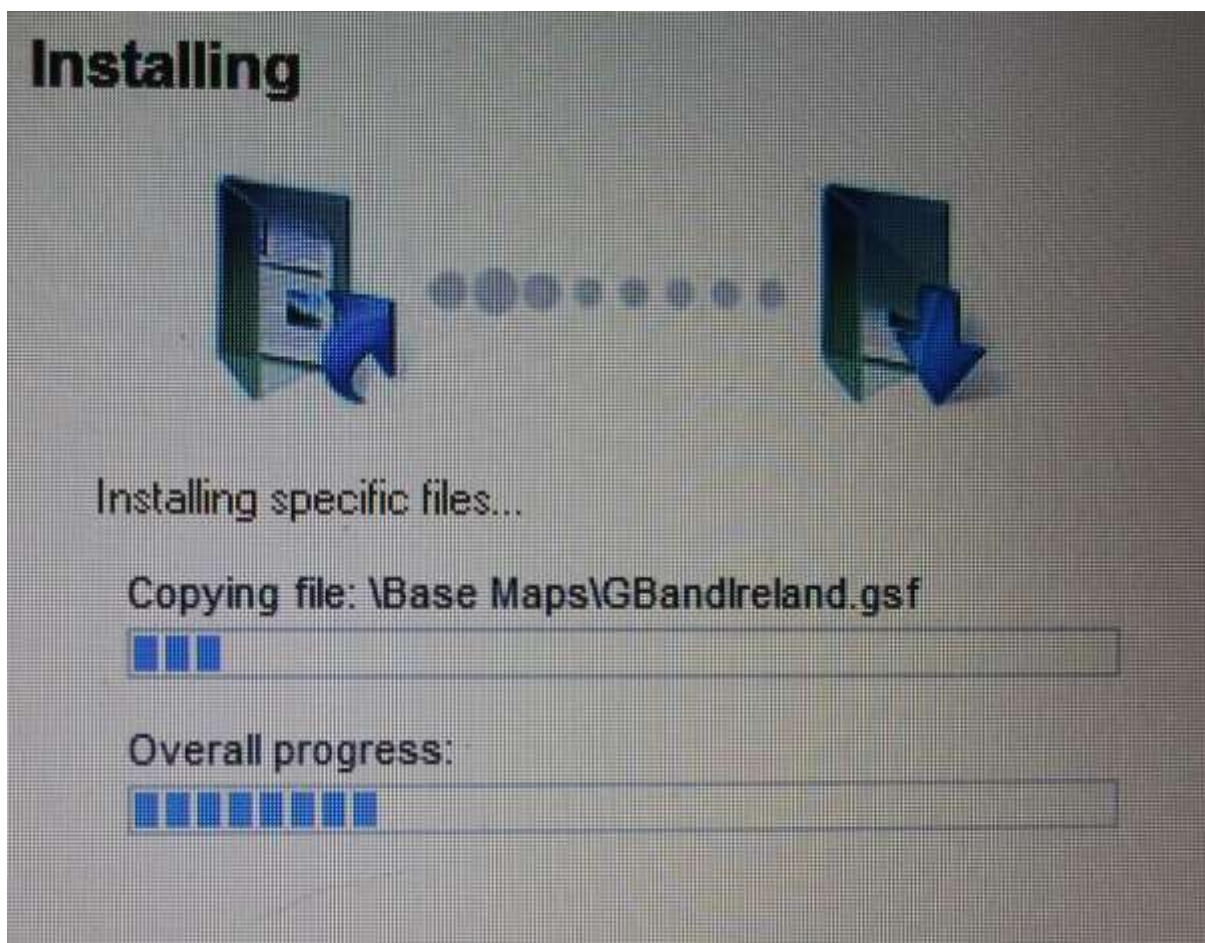 Installing
Installing specific files...
Copying file: \Base Maps\GBandIreland.gsf
Overall progress: